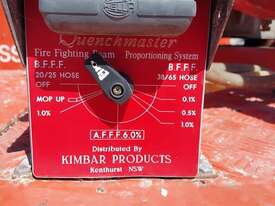 Quenchmaster
Fire Fighting Foam Proportioning System
B.F.F.F. B.F.F.F.
20/25 HOSE 38/65 HOSE
OFF OFF
MOP UP 0.1%
0.5%
1.0% 1.0%
A.F.F.F. 6.0%
Distributed By
KIMBAR PRODUCTS
Kenthurst NSW